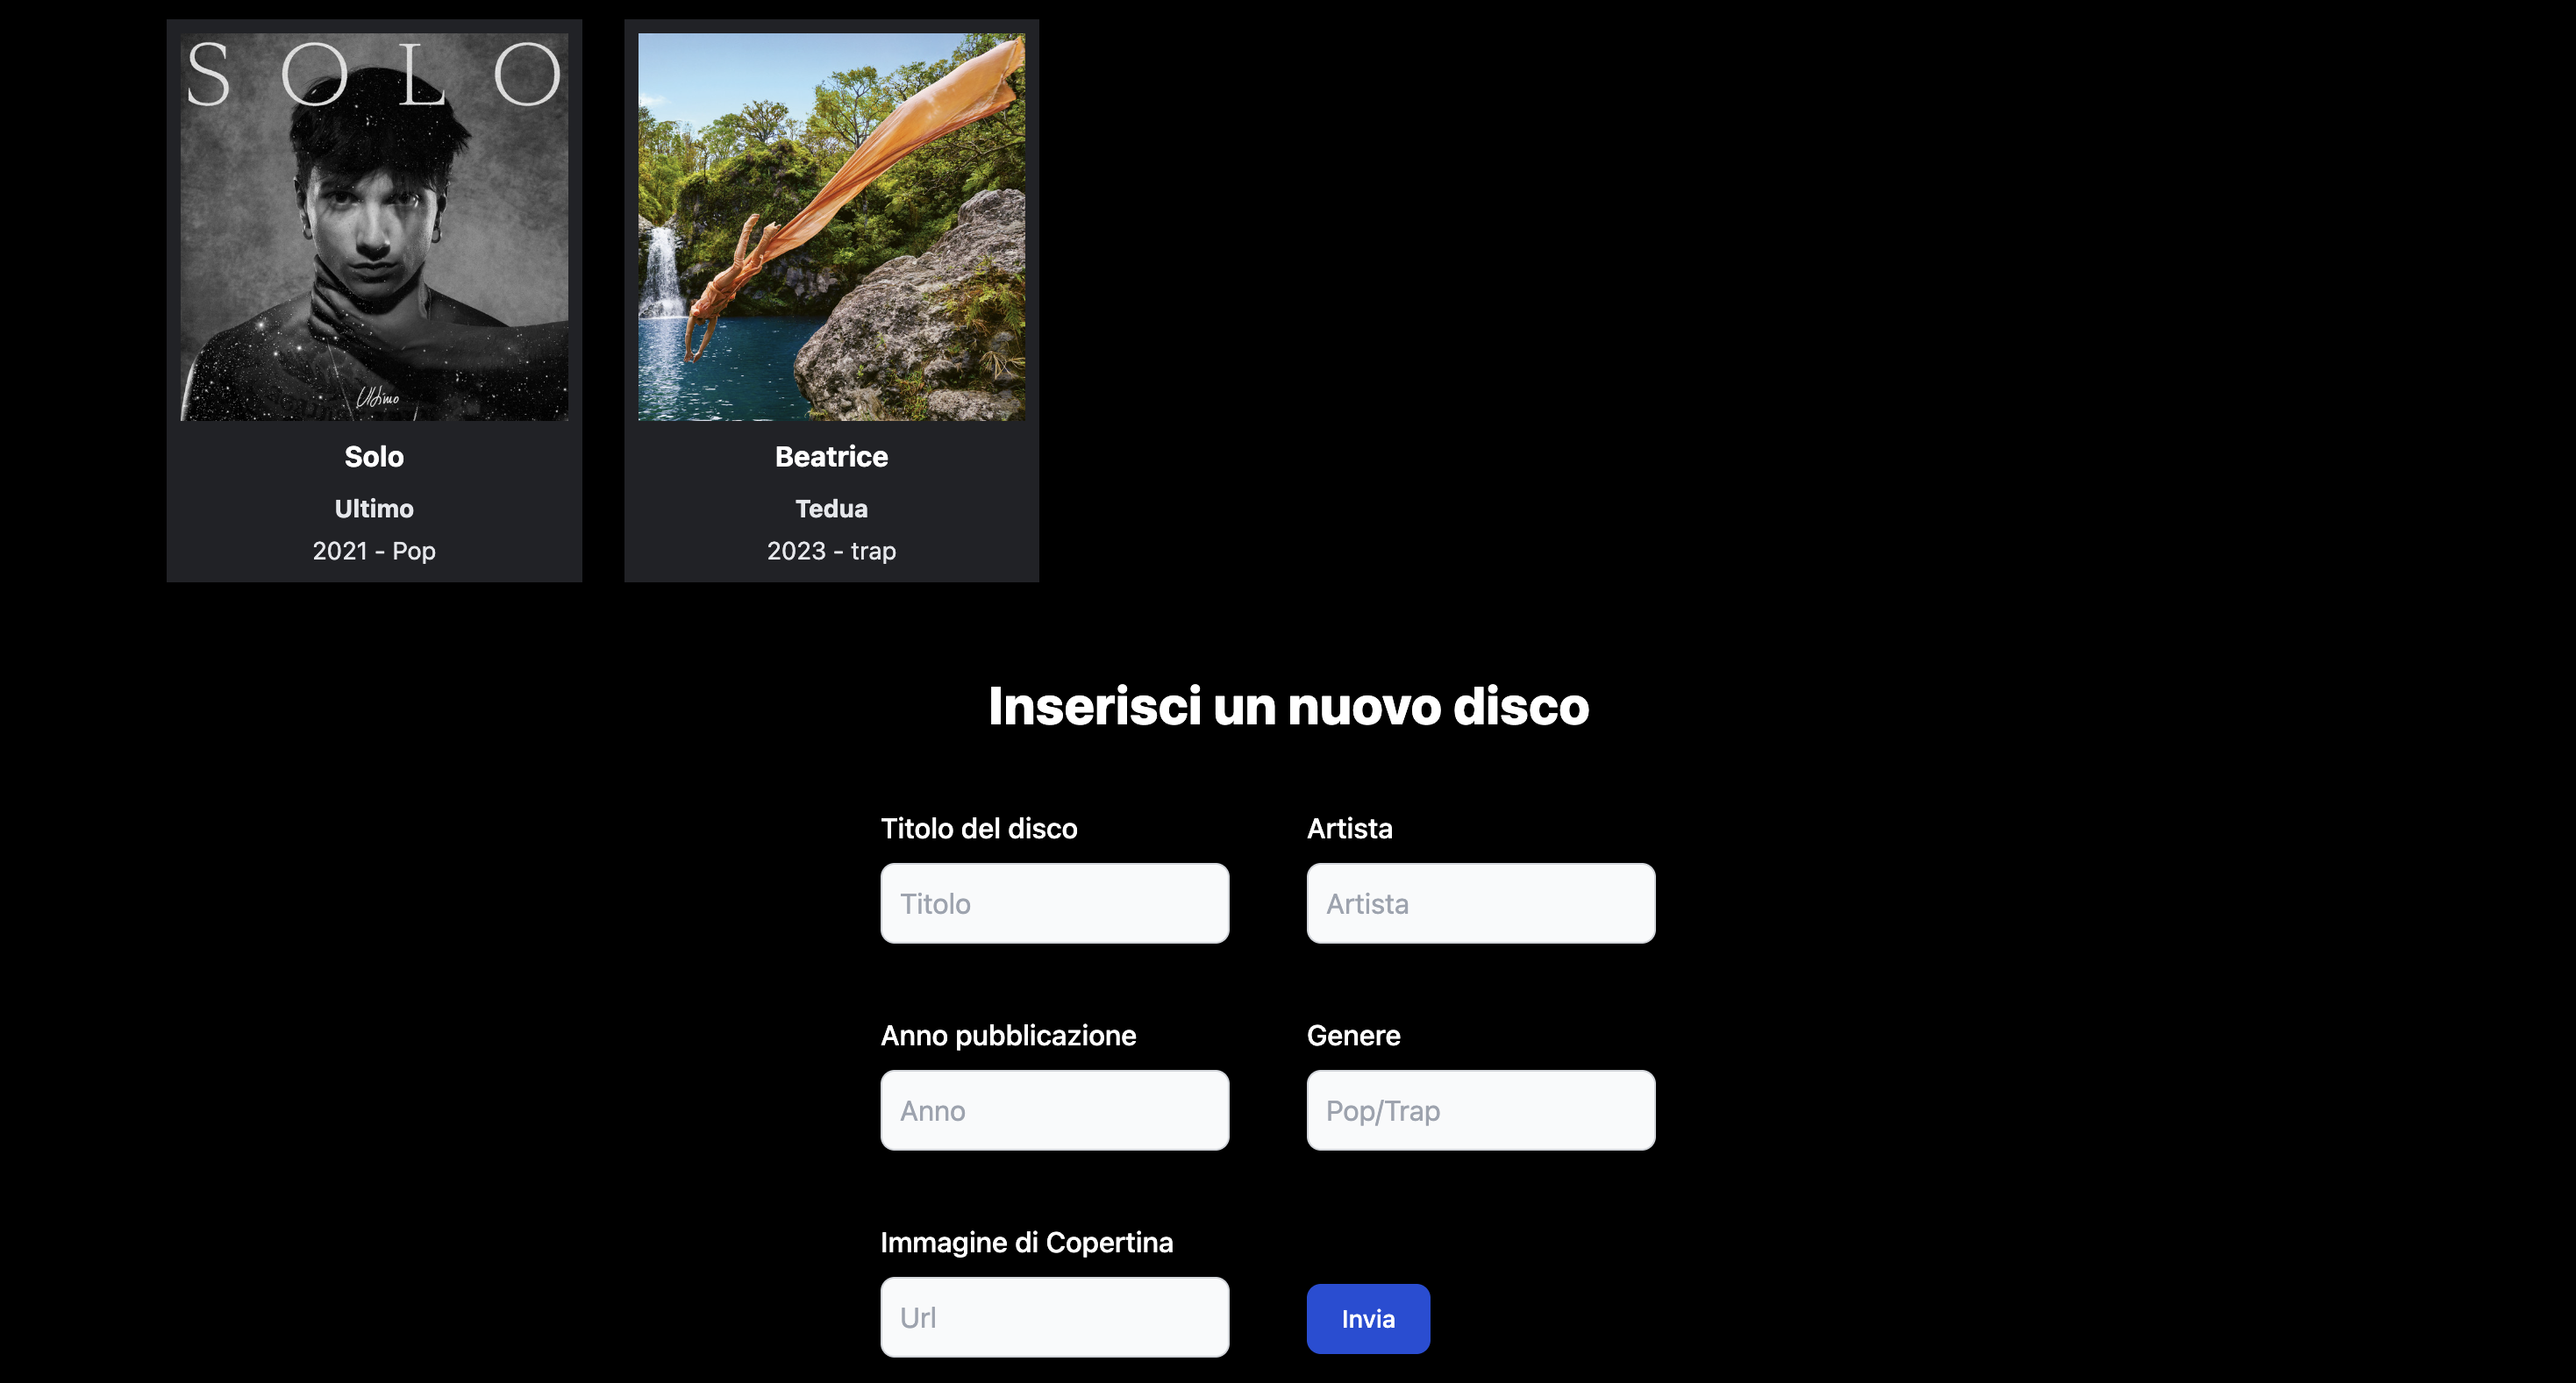 S O L O
Ultimo
Solo
Ultimo
2021 - Pop
Beatrice
Tedua
2023 - trap
Inserisci un nuovo disco
Titolo del disco
Artista
Titolo
Artista
Anno pubblicazione
Genere
Anno
Pop/Trap
Immagine di Copertina
Url
Invia